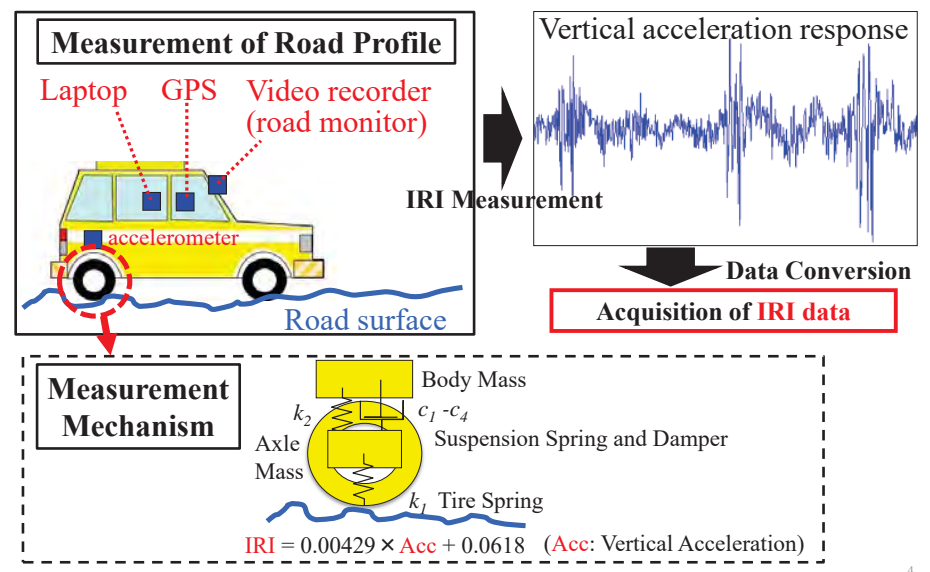 Measurement of Road Profile
Laptop
GPS
Video recorder
(road monitor)
accelerometer
Road surface
IRI Measurement
Vertical acceleration response
Data Conversion
Acquisition of IRI data
Measurement
Mechanism
Body Mass
k₂
c₁ -c₄
Suspension Spring and Damper
Axle
Mass
k₁ Tire Spring
IRI = 0.00429 × Acc + 0.0618 (Acc: Vertical Acceleration)
4